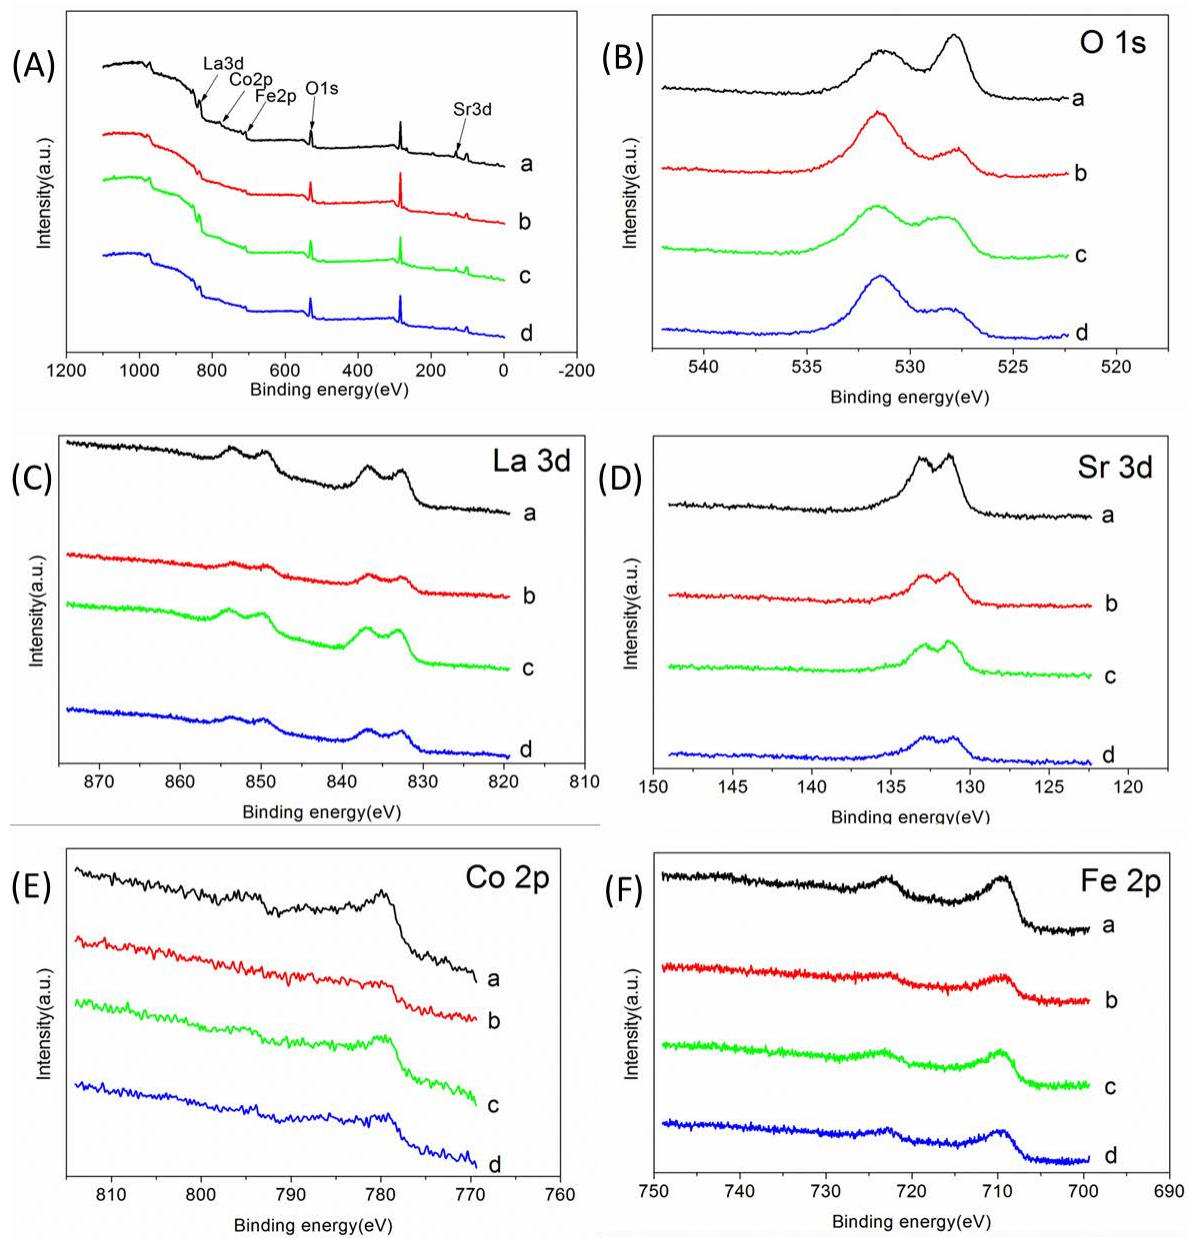 (A)
La3d
Co2p
Fe2p
O1s
Sr3d
a
b
c
d
Intensity(a.u.)
1200 1000 800 600 400 200 0 -200
Binding energy(eV)
(B)
O 1s
a
b
c
d
Intensity(a.u.)
540 535 530 525 520
Binding energy(eV)
(C)
La 3d
a
b
c
d
Intensity(a.u.)
870 860 850 840 830 820 810
Binding energy(eV)
(D)
Sr 3d
a
b
c
d
Intensity(a.u.)
150 145 140 135 130 125 120
Binding energy(eV)
(E)
Co 2p
a
b
c
d
Intensity(a.u.)
810 800 790 780 770 760
Binding energy(eV)
(F)
Fe 2p
a
b
c
d
Intensity(a.u.)
750 740 730 720 710 700 690
Binding energy(eV)